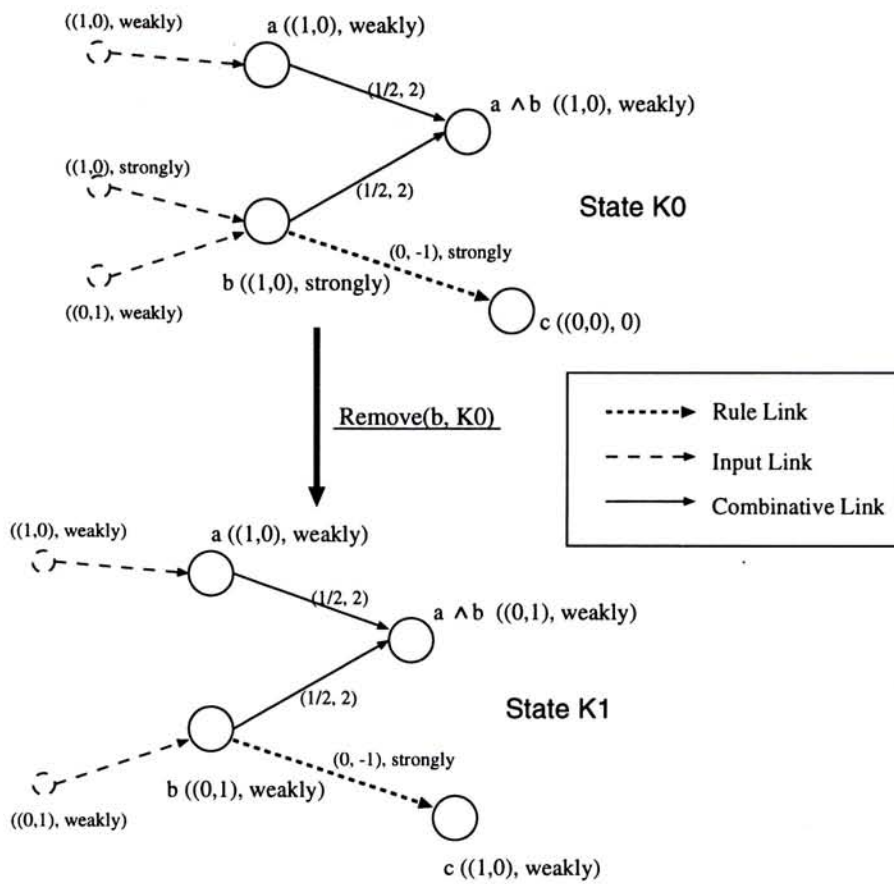 ((1,0), weakly)
a ((1,0), weakly)
(1/2, 2)
a ∧ b ((1,0), weakly)
((1,0), strongly)
(1/2, 2)
State K0
(0, -1), strongly
b ((1,0), strongly)
((0,1), weakly)
c ((0,0), 0)
Remove(b, K0)
Rule Link
Input Link
Combinative Link
((1,0), weakly)
a ((1,0), weakly)
(1/2, 2)
a ∧ b ((0,1), weakly)
(1/2, 2)
State K1
(0, -1), strongly
b ((0,1), weakly)
((0,1), weakly)
c ((1,0), weakly)